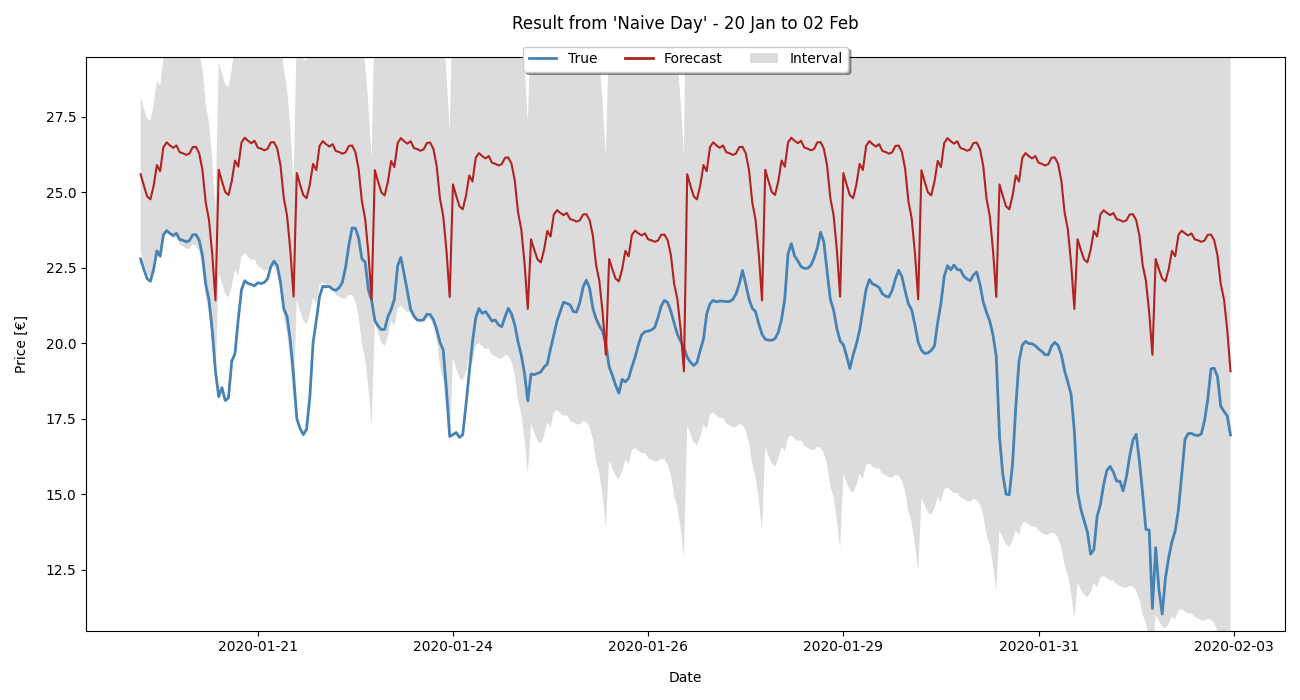 Result from 'Naive Day' - 20 Jan to 02 Feb
True Forecast Interval
27.5
25.0
22.5
20.0
17.5
15.0
12.5
Price [€]
2020-01-21 2020-01-24 2020-01-26 2020-01-29 2020-01-31 2020-02-03
Date